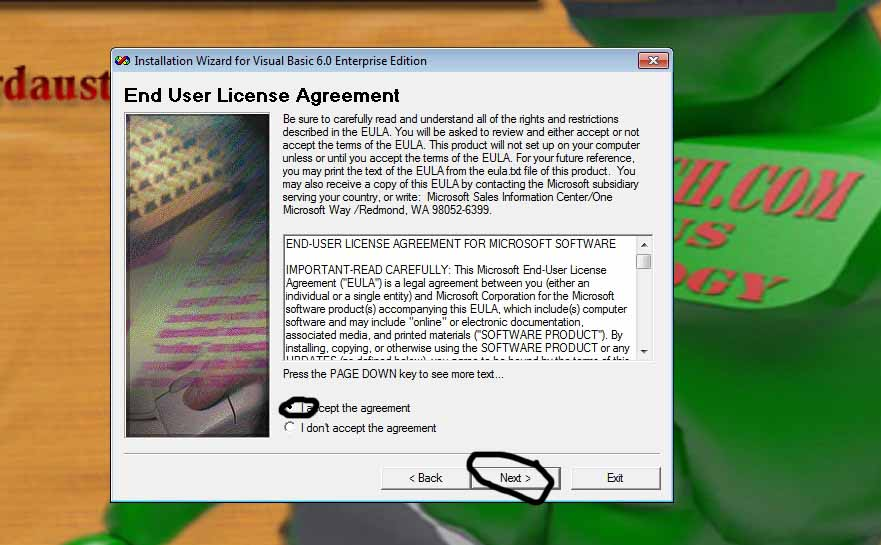 Installation Wizard for Visual Basic 6.0 Enterprise Edition
End User License Agreement
Be sure to carefully read and understand all of the rights and restrictions
described in the EULA. You will be asked to review and either accept or not
accept the terms of the EULA. This product will not set up on your computer
unless or until you accept the terms of the EULA. For your future reference,
you may print the text of the EULA from the eula.txt file of this product. You
may also receive a copy of this EULA by contacting the Microsoft subsidiary
serving your country, or write: Microsoft Sales Information Center/One
Microsoft Way /Redmond, WA 98052-6399.
END-USER LICENSE AGREEMENT FOR MICROSOFT SOFTWARE
IMPORTANT-READ CAREFULLY: This Microsoft End-User License
Agreement ("EULA") is a legal agreement between you (either an
individual or a single entity) and Microsoft Corporation for the Microsoft
software product(s) accompanying this EULA, which include(s) computer
software and may include "online" or electronic documentation,
associated media, and printed materials ("SOFTWARE PRODUCT"). By
installing, copying, or otherwise using the SOFTWARE PRODUCT or any
Press the PAGE DOWN key to see more text...
I accept the agreement
I don't accept the agreement
< Back
Next >
Exit
rdaust
CH.COM
US
OGY